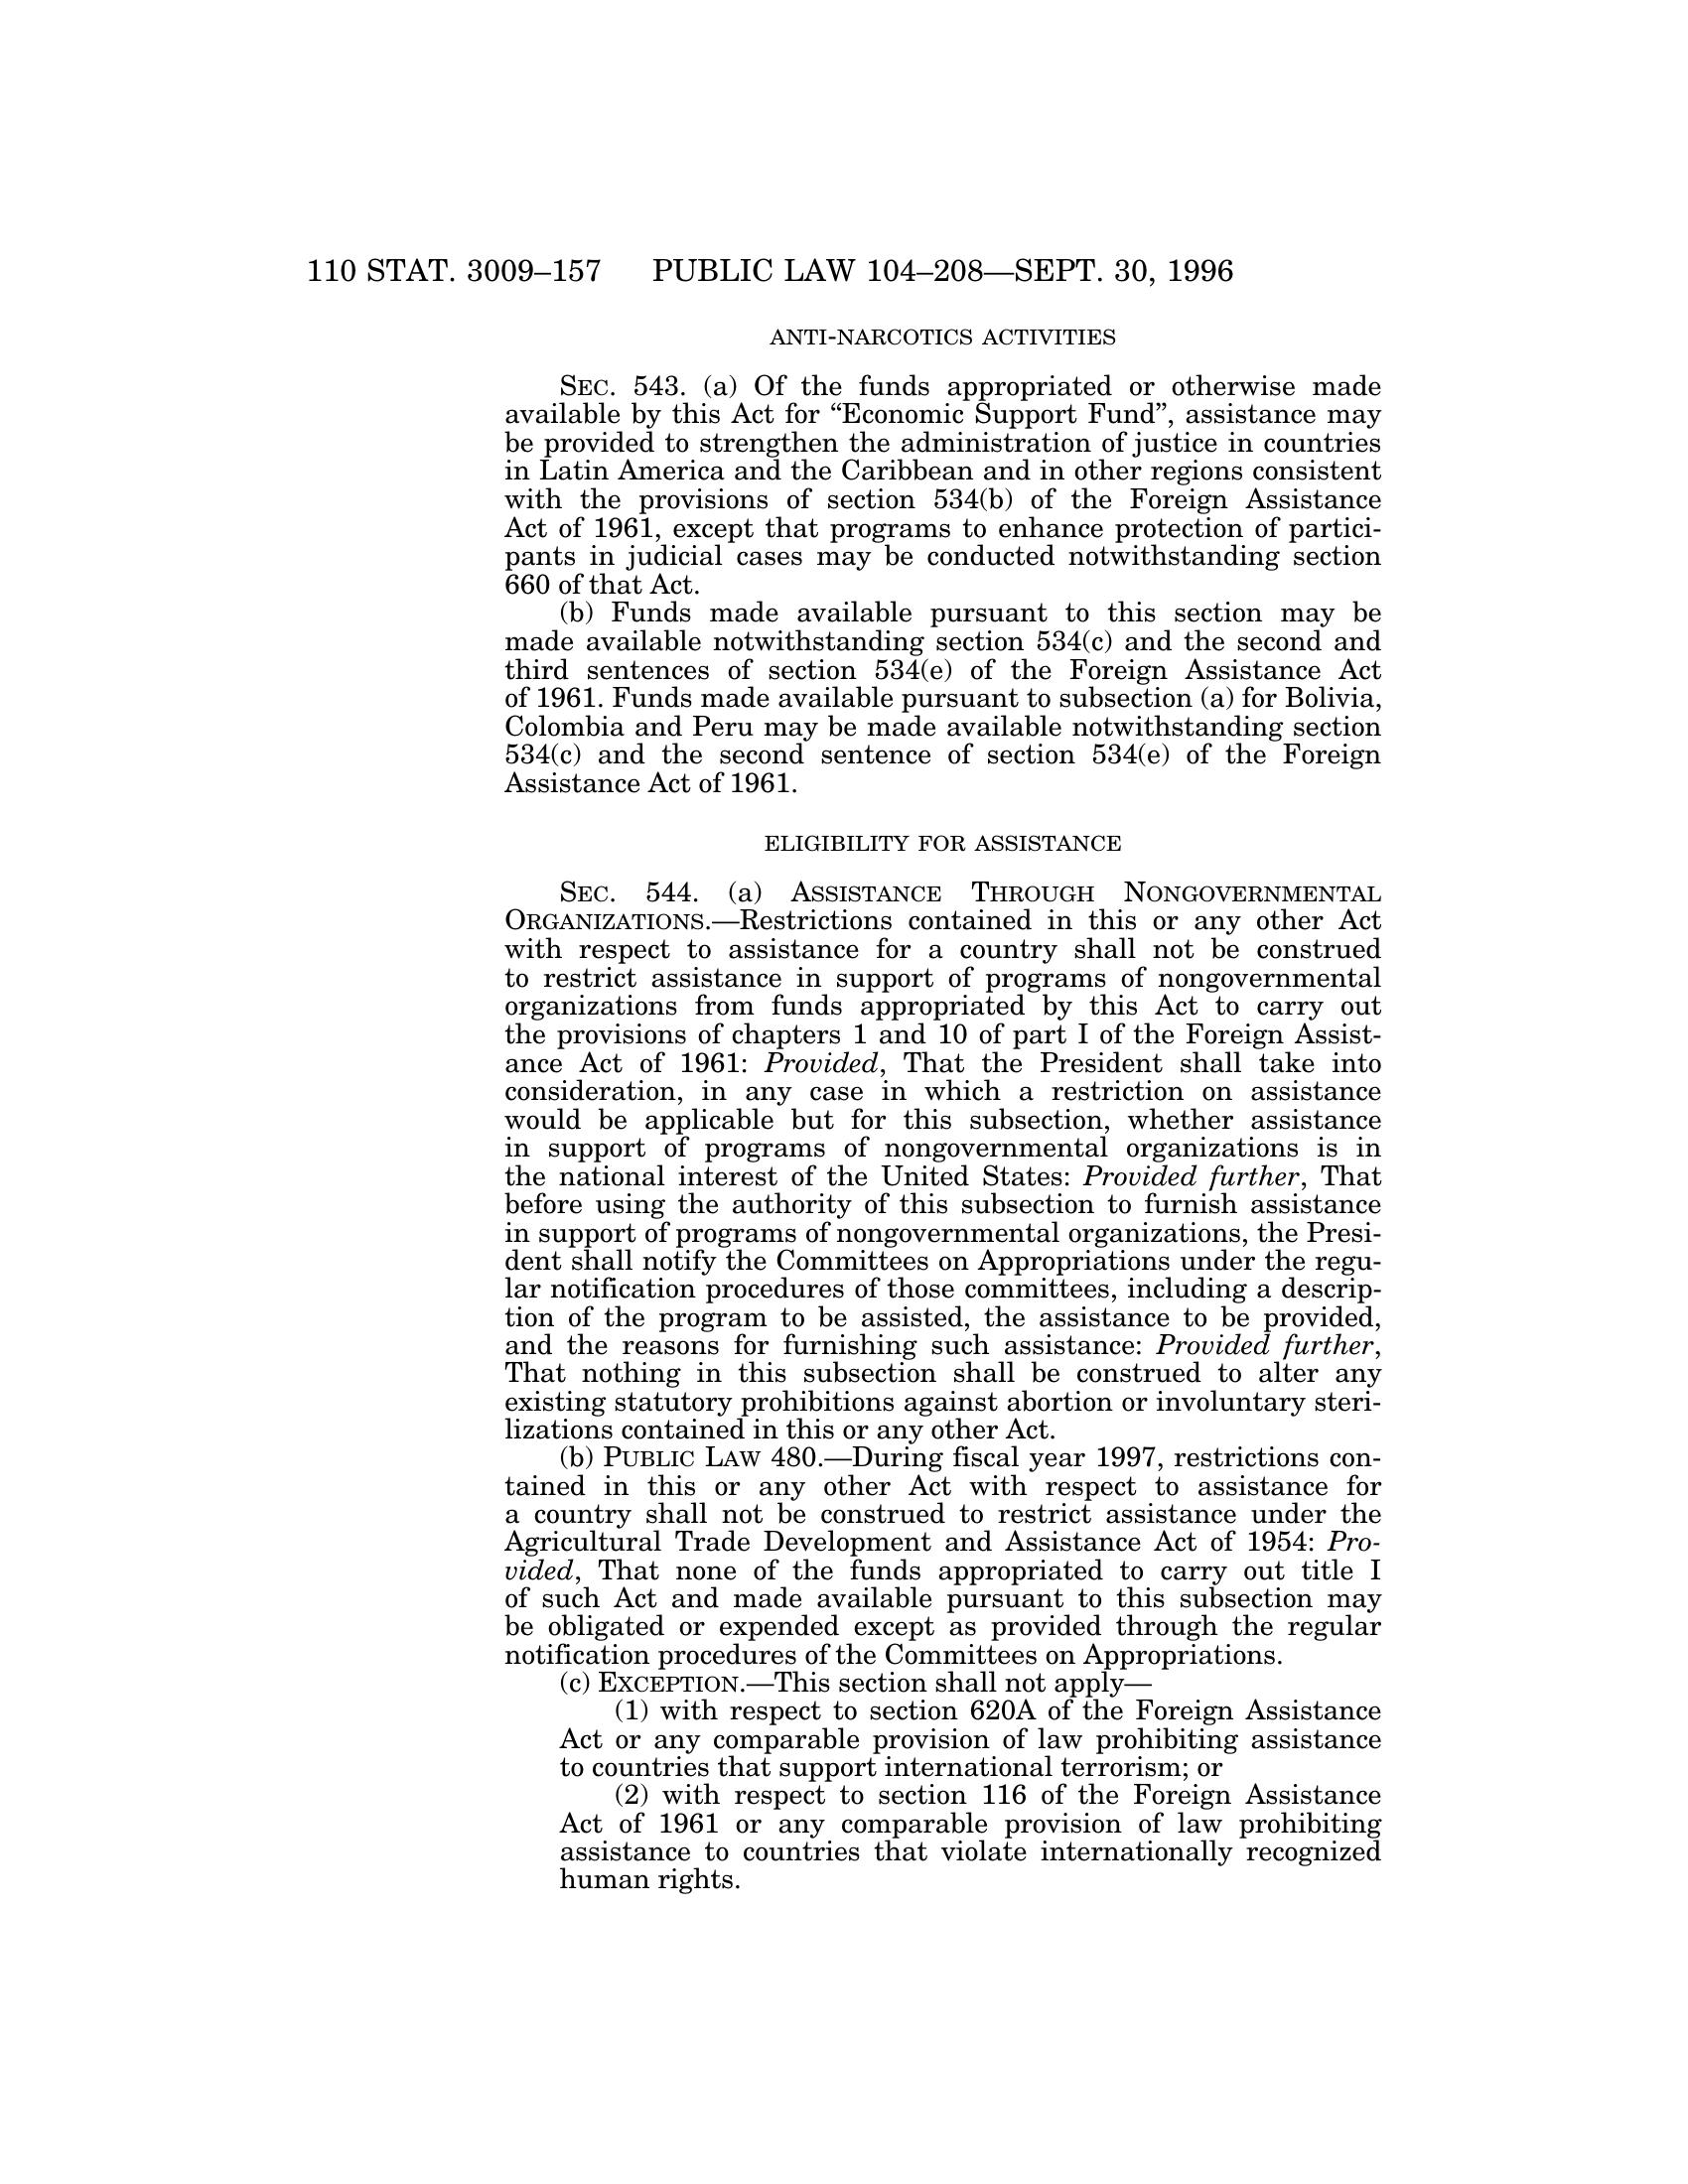 110 STAT. 3009–157 PUBLIC LAW 104–208—SEPT. 30, 1996
ANTI-NARCOTICS ACTIVITIES
SEC. 543. (a) Of the funds appropriated or otherwise made
available by this Act for “Economic Support Fund”, assistance may
be provided to strengthen the administration of justice in countries
in Latin America and the Caribbean and in other regions consistent
with the provisions of section 534(b) of the Foreign Assistance
Act of 1961, except that programs to enhance protection of partici-
pants in judicial cases may be conducted notwithstanding section
660 of that Act.
(b) Funds made available pursuant to this section may be
made available notwithstanding section 534(c) and the second and
third sentences of section 534(e) of the Foreign Assistance Act
of 1961. Funds made available pursuant to subsection (a) for Bolivia,
Colombia and Peru may be made available notwithstanding section
534(c) and the second sentence of section 534(e) of the Foreign
Assistance Act of 1961.
ELIGIBILITY FOR ASSISTANCE
SEC. 544. (a) ASSISTANCE THROUGH NONGOVERNMENTAL
ORGANIZATIONS.—Restrictions contained in this or any other Act
with respect to assistance for a country shall not be construed
to restrict assistance in support of programs of nongovernmental
organizations from funds appropriated by this Act to carry out
the provisions of chapters 1 and 10 of part I of the Foreign Assist-
ance Act of 1961: Provided, That the President shall take into
consideration, in any case in which a restriction on assistance
would be applicable but for this subsection, whether assistance
in support of programs of nongovernmental organizations is in
the national interest of the United States: Provided further, That
before using the authority of this subsection to furnish assistance
in support of programs of nongovernmental organizations, the Presi-
dent shall notify the Committees on Appropriations under the regu-
lar notification procedures of those committees, including a descrip-
tion of the program to be assisted, the assistance to be provided,
and the reasons for furnishing such assistance: Provided further,
That nothing in this subsection shall be construed to alter any
existing statutory prohibitions against abortion or involuntary steri-
lizations contained in this or any other Act.
(b) PUBLIC LAW 480.—During fiscal year 1997, restrictions con-
tained in this or any other Act with respect to assistance for
a country shall not be construed to restrict assistance under the
Agricultural Trade Development and Assistance Act of 1954: Pro-
vided, That none of the funds appropriated to carry out title I
of such Act and made available pursuant to this subsection may
be obligated or expended except as provided through the regular
notification procedures of the Committees on Appropriations.
(c) EXCEPTION.—This section shall not apply—
(1) with respect to section 620A of the Foreign Assistance
Act or any comparable provision of law prohibiting assistance
to countries that support international terrorism; or
(2) with respect to section 116 of the Foreign Assistance
Act of 1961 or any comparable provision of law prohibiting
assistance to countries that violate internationally recognized
human rights.